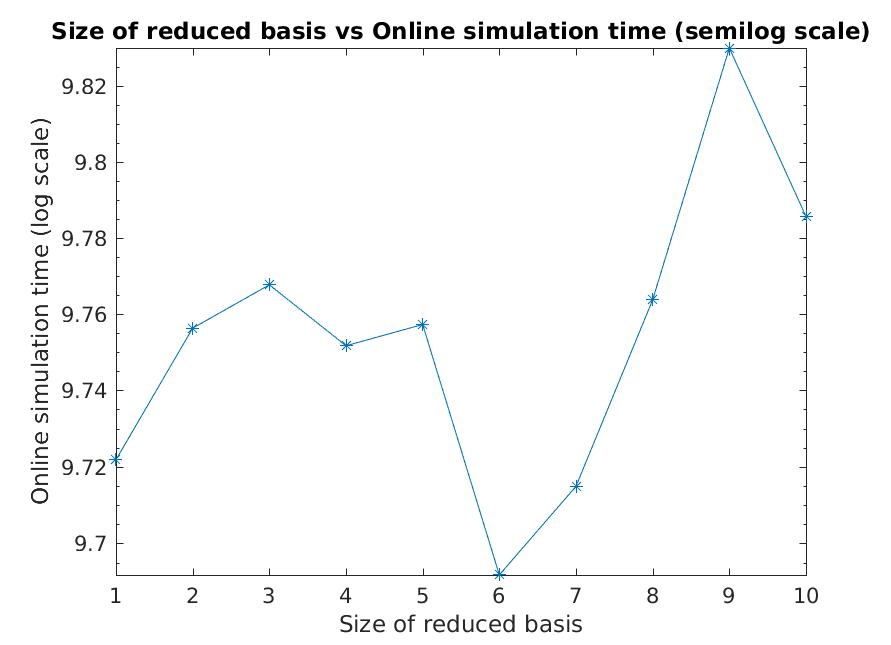 Size of reduced basis vs Online simulation time (semilog scale)
Online simulation time (log scale)
9.82
9.8
9.78
9.76
9.74
9.72
9.7
1 2 3 4 5 6 7 8 9 10
Size of reduced basis